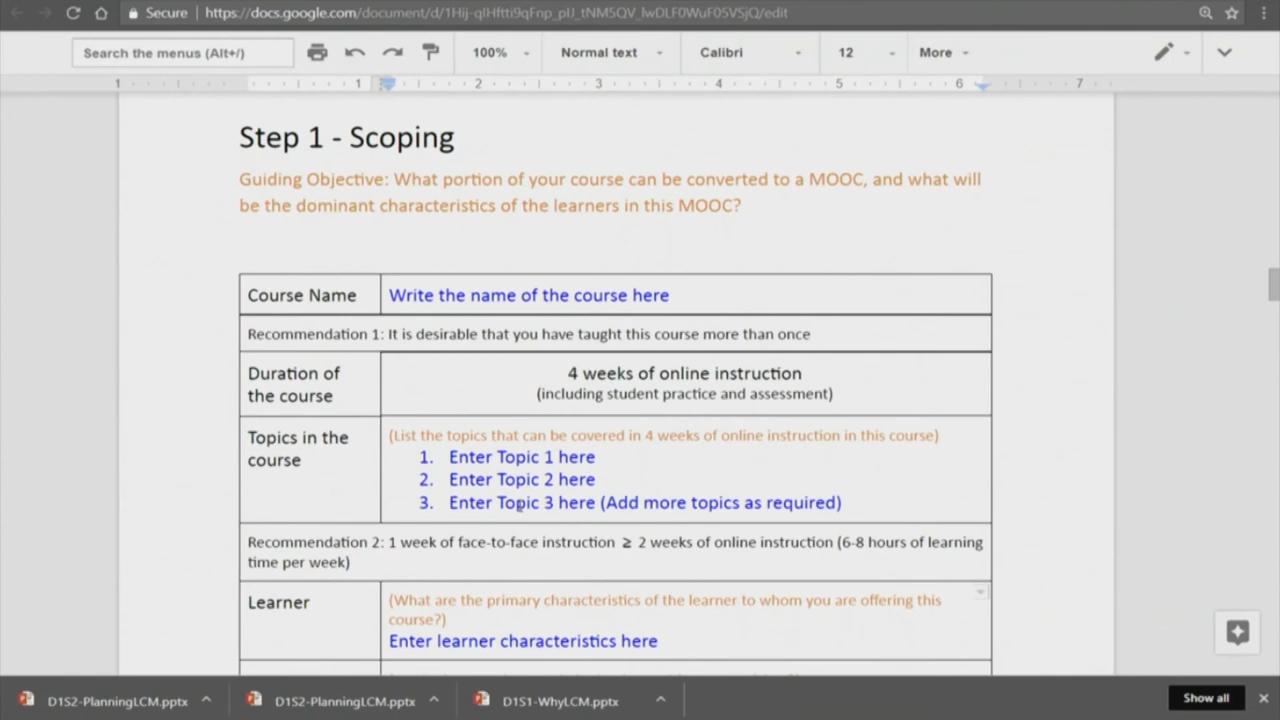 Secure
https://docs.google.com/document/d/1Hij-qIHftti9qFnp_pIJ_tNM5QV_lwDLF0WuF05VSjQ/edit
Search the menus (Alt+/)
100%
Normal text
Calibri
12
More
1 1 2 3 4 5 6 7
Step 1 - Scoping
Guiding Objective: What portion of your course can be converted to a MOOC, and what will
be the dominant characteristics of the learners in this MOOC?
Course Name
Write the name of the course here
Recommendation 1: It is desirable that you have taught this course more than once
Duration of
the course
4 weeks of online instruction
(including student practice and assessment)
Topics in the
course
(List the topics that can be covered in 4 weeks of online instruction in this course)
1. Enter Topic 1 here
2. Enter Topic 2 here
3. Enter Topic 3 here (Add more topics as required)
Recommendation 2: 1 week of face-to-face instruction ≥ 2 weeks of online instruction (6-8 hours of learning
time per week)
Learner
(What are the primary characteristics of the learner to whom you are offering this
course?)
Enter learner characteristics here
D1S2-PlanningLCM.pptx
D1S2-PlanningLCM.pptx
D1S1-WhyLCM.pptx
Show all